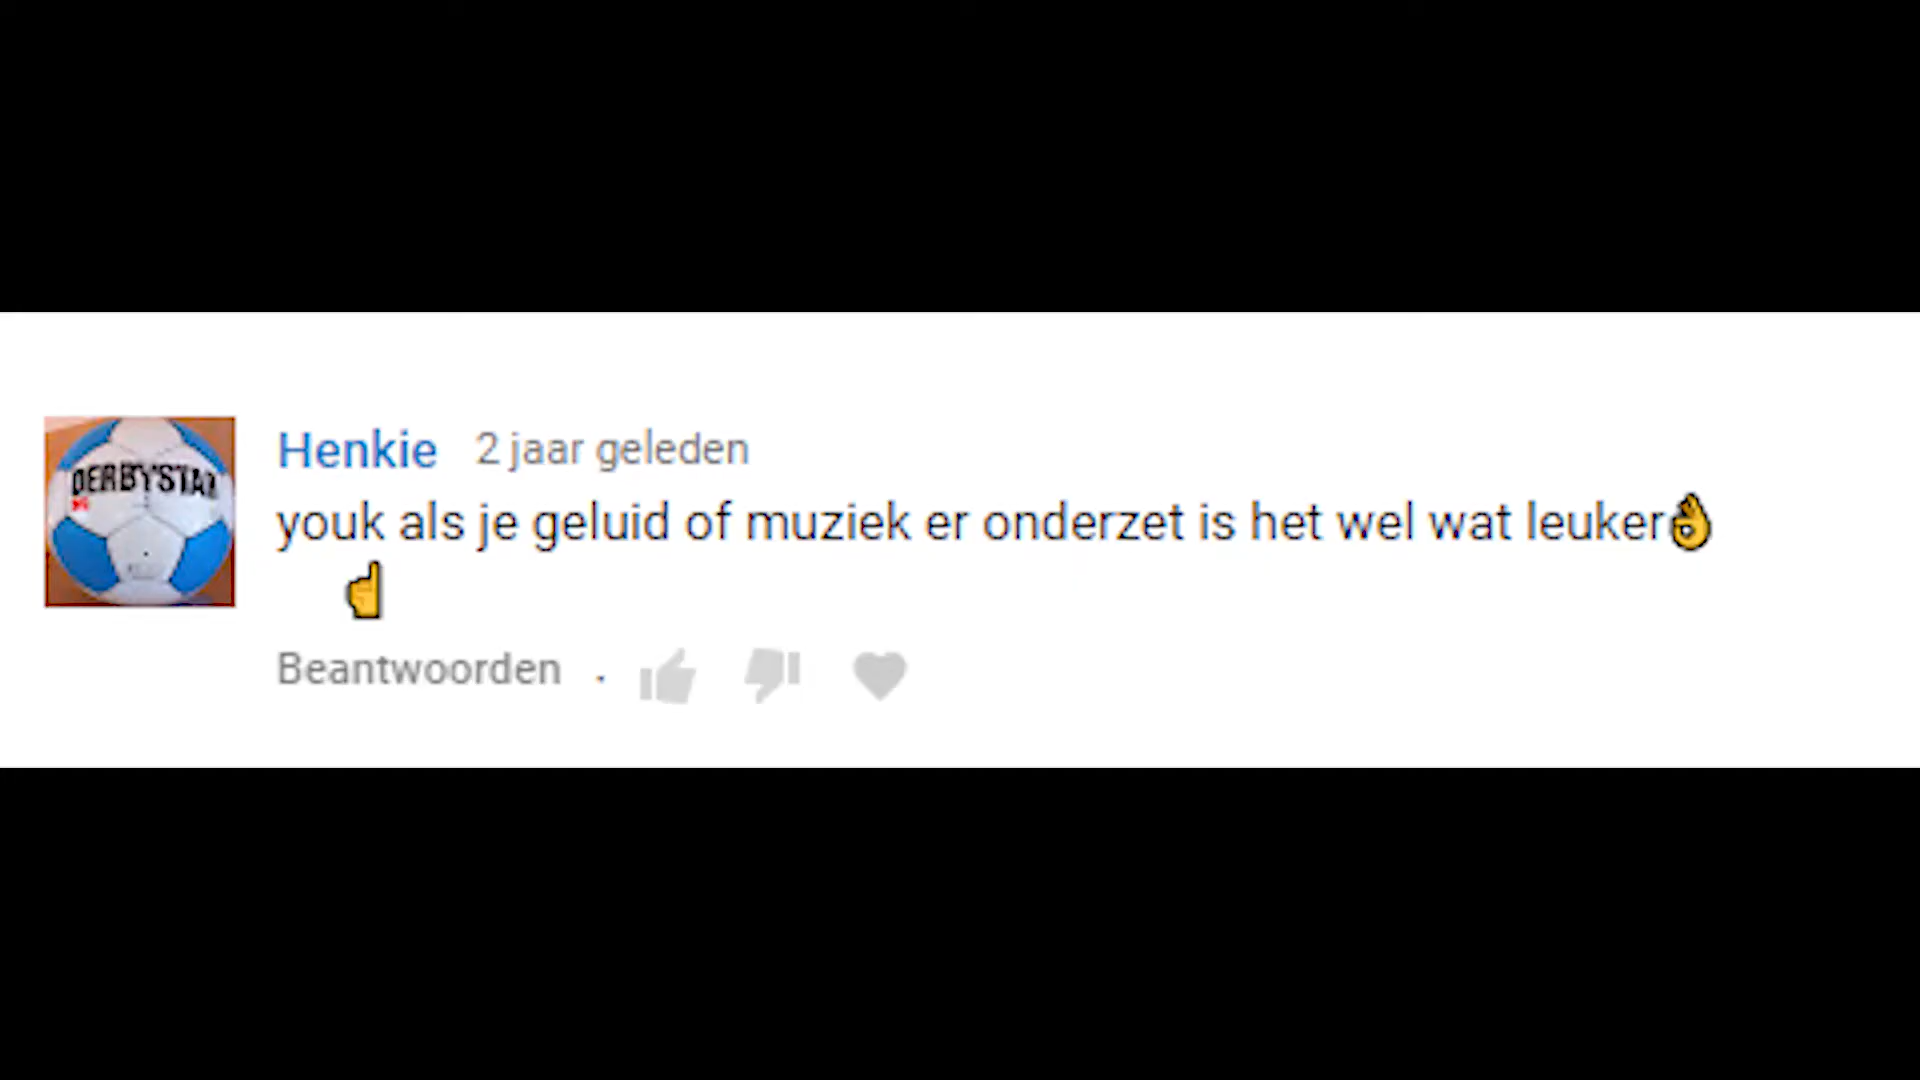 DERBYSTAR
Henkie 2 jaar geleden
youk als je geluid of muziek er onderzet is het wel wat leuker👌
☝
Beantwoorden .